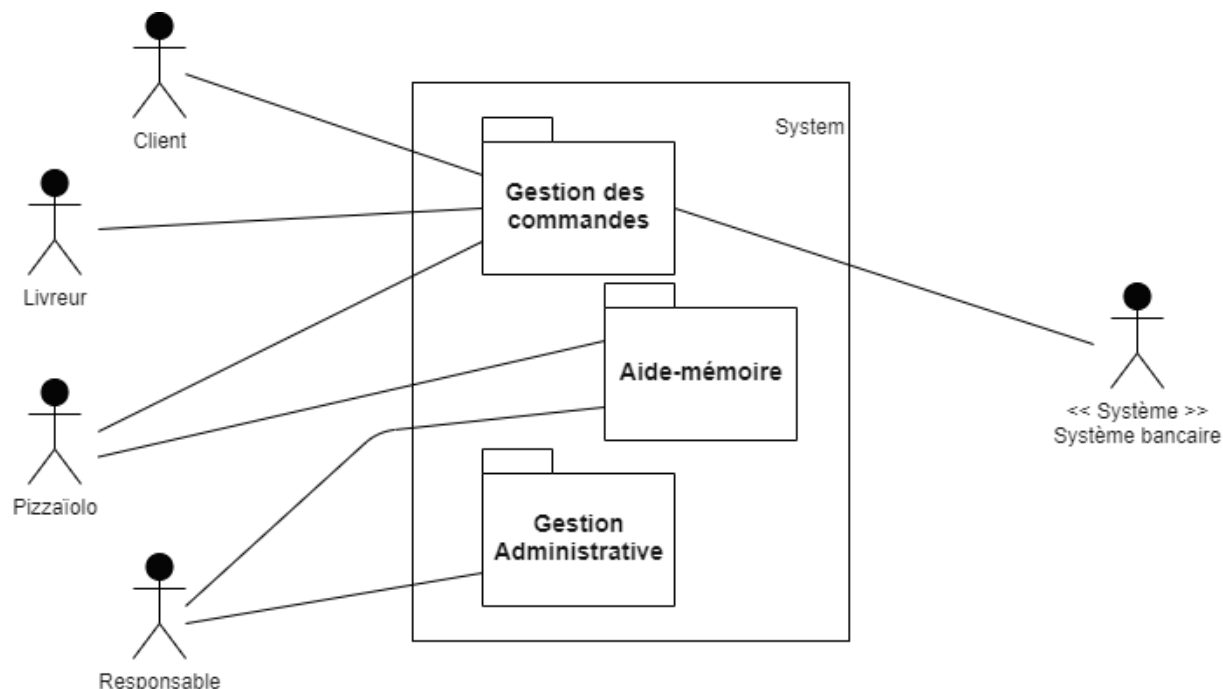 Client
System
Gestion des
commandes
Livreur
Aide-mémoire
<< Système >>
Système bancaire
Pizzaïolo
Gestion
Administrative
Responsable